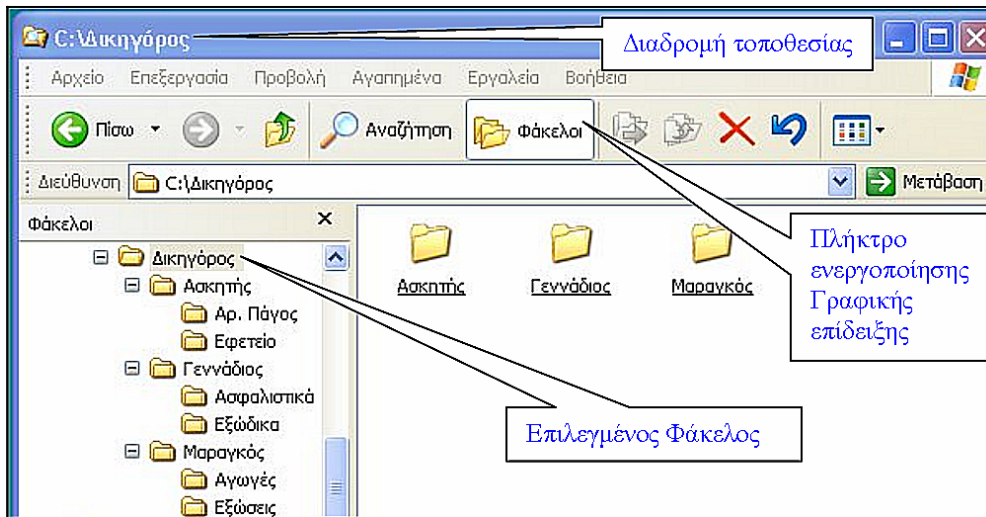 C:\Δικηγόρος
Διαδρομή τοποθεσίας
Αρχείο Επεξεργασία Προβολή Αγαπημένα Εργαλεία Βοήθεια
Πίσω Αναζήτηση Φάκελοι
Διεύθυνση C:\Δικηγόρος Μετάβαση
Φάκελοι
Δικηγόρος
Ασκητής
Αρ. Πάγος
Εφετείο
Γεννάδιος
Ασφαλιστικά
Εξώδικα
Μαραγκός
Αγωγές
Εξώσεις
Ασκητής Γεννάδιος Μαραγκός
Πλήκτρο
ενεργοποίησης
Γραφικής
επίδειξης
Επιλεγμένος Φάκελος